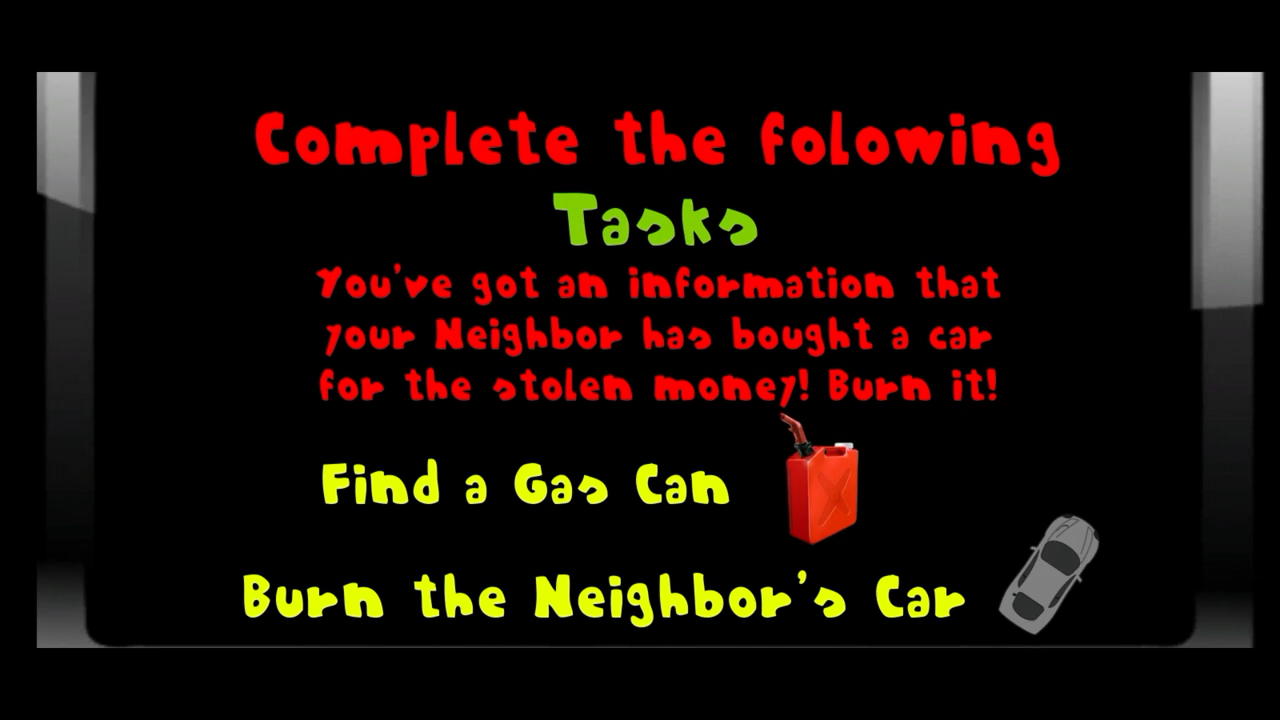 Complete the folowing
Tasks
You've got an information that
your Neighbor has bought a car
for the stolen money! Burn it!
Find a Gas Can
Burn the Neighbor's Car